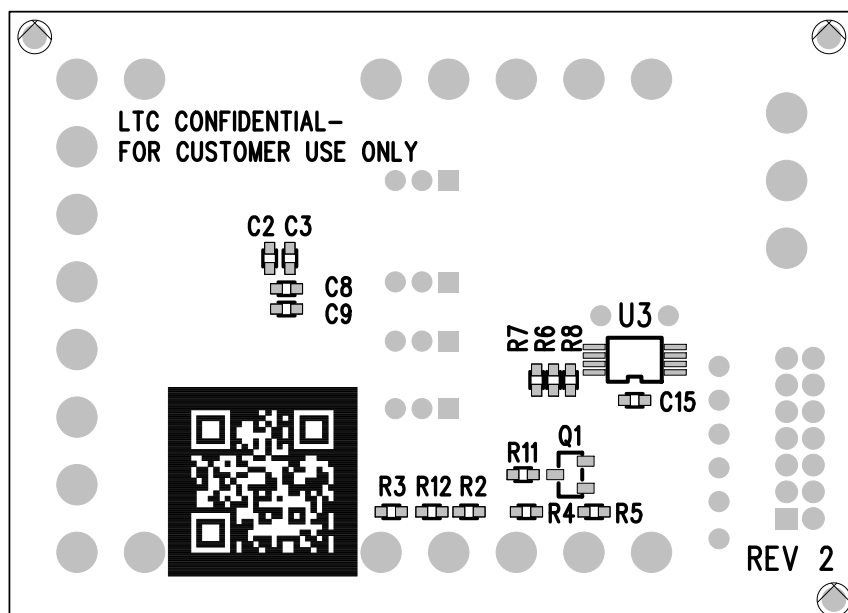 LTC CONFIDENTIAL-
FOR CUSTOMER USE ONLY
C2 C3
C8
C9
R7 R6 R8 U3
C15
Q1
R11
R3 R12 R2 R4 R5
REV 2